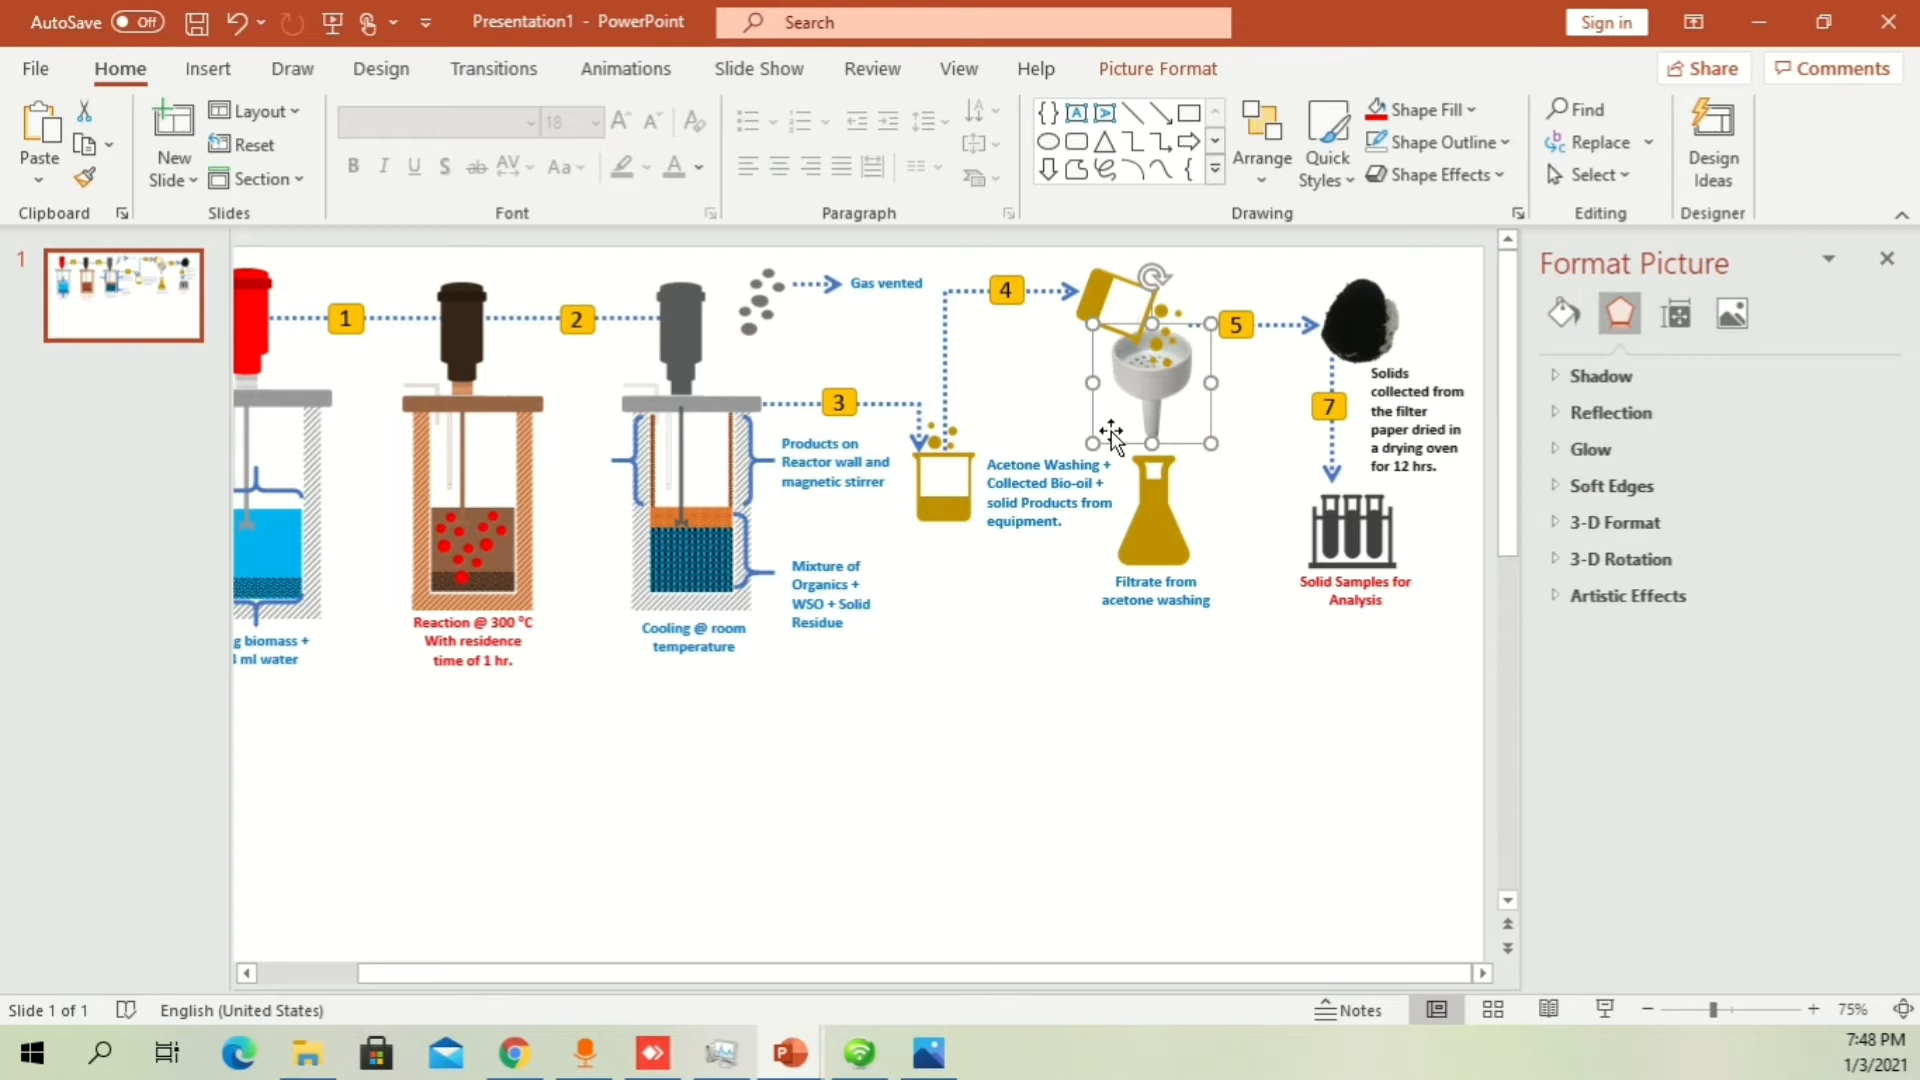 AutoSave Off
Presentation1 - PowerPoint
Search
Sign in
File Home Insert Draw Design Transitions Animations Slide Show Review View Help Picture Format
Share Comments
Paste
New Slide
Layout
Reset
Section
18
B I U S ab AV Aa A
Arrange
Quick Styles
Shape Fill
Shape Outline
Shape Effects
Find
Replace
Select
Design Ideas
Clipboard Slides Font Paragraph Drawing Editing Designer
1
1
2
3
4
5
7
Gas vented
Products on
Reactor wall and
magnetic stirrer
Mixture of
Organics +
WSO + Solid
Residue
Acetone Washing +
Collected Bio-oil +
solid Products from
equipment.
Solids
collected from
the filter
paper dried in
a drying oven
for 12 hrs.
g biomass +
ml water
Reaction @ 300 °C
With residence
time of 1 hr.
Cooling @ room
temperature
Filtrate from
acetone washing
Solid Samples for
Analysis
Format Picture
Shadow
Reflection
Glow
Soft Edges
3-D Format
3-D Rotation
Artistic Effects
Slide 1 of 1
English (United States)
Notes
75%
7:48 PM
1/3/2021